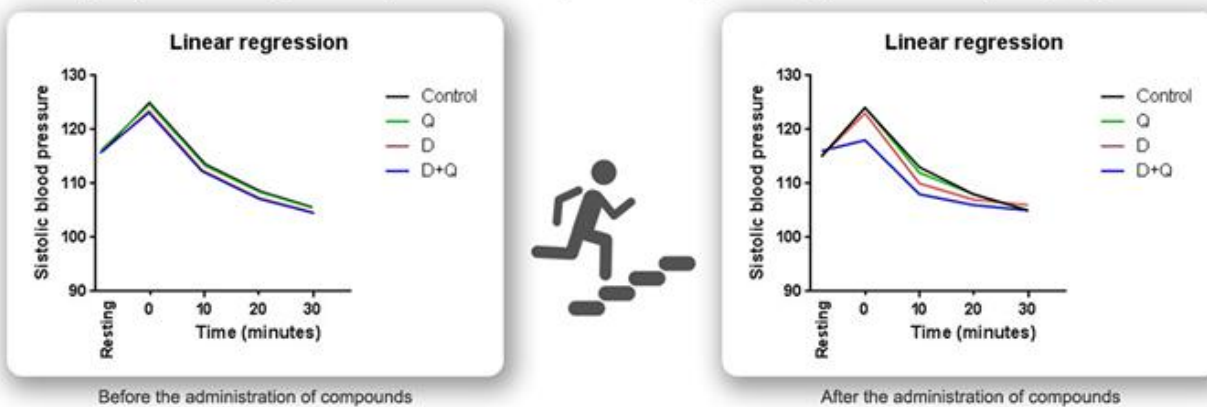 Linear regression
130
120
110
100
90
Sistolic blood pressure
Resting
0
10
20
30
Time (minutes)
Control
Q
D
D+Q
Before the administration of compounds
Linear regression
130
120
110
100
90
Sistolic blood pressure
Resting
0
10
20
30
Time (minutes)
Control
Q
D
D+Q
After the administration of compounds